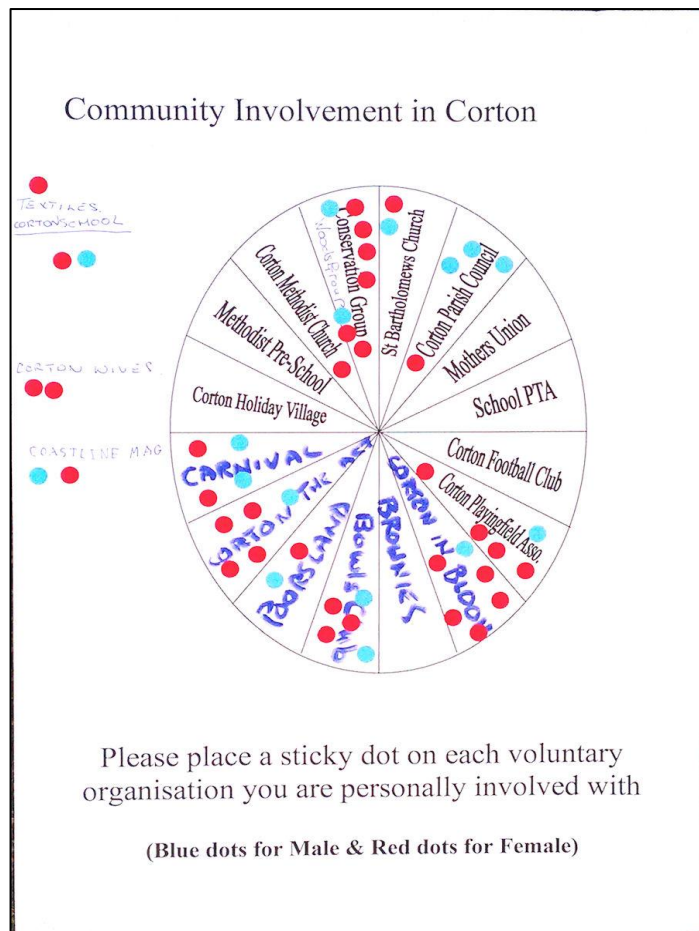 Community Involvement in Corton
TEXTILES.
CORTON SCHOOL
CORTON WIVES.
COASTLINE MAG
St Bartholomews Church
Corton Parish Council
Mothers Union
School PTA
Corton Football Club
Corton Playingfield Asso.
CORTON IN BLOOM
BROWNIES
Bowls Club
POORSLAND
CORTON THE
CARNIVAL
Corton Holiday Village
Methodist Pre-School
Corton Methodist Church
Conservation Group
Please place a sticky dot on each voluntary
organisation you are personally involved with
(Blue dots for Male & Red dots for Female)